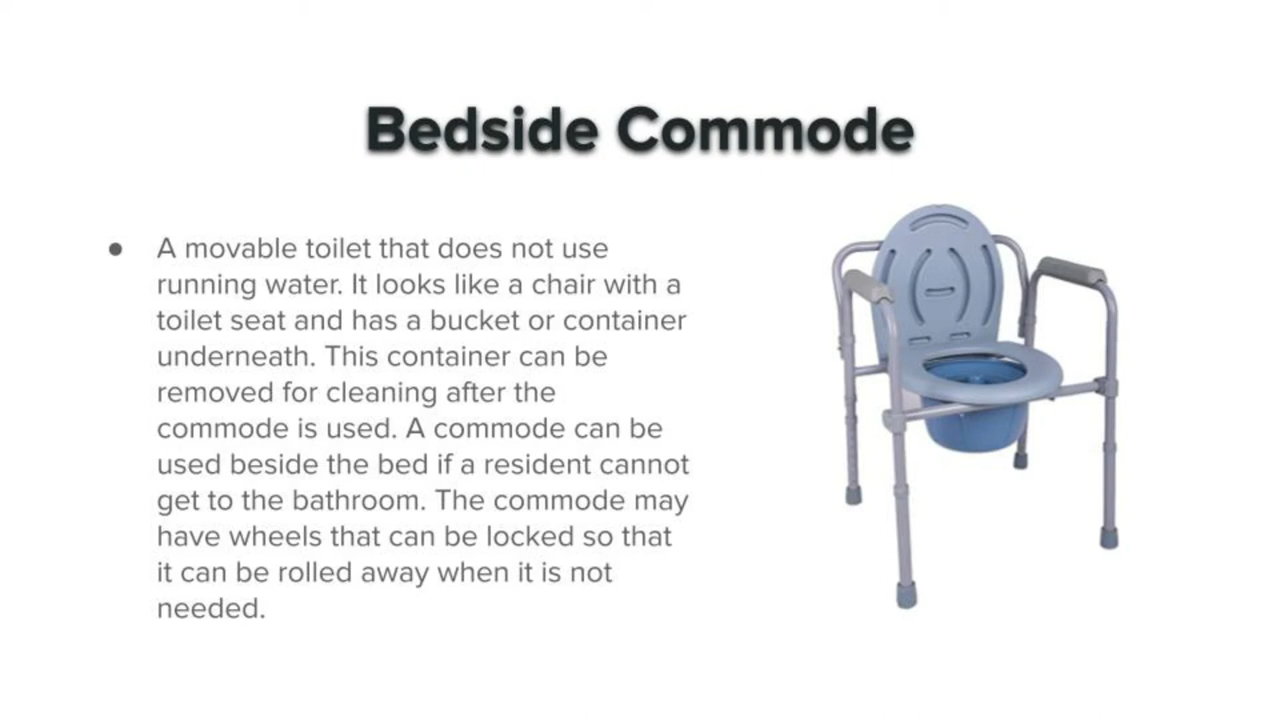 Bedside Commode
● A movable toilet that does not use
running water. It looks like a chair with a
toilet seat and has a bucket or container
underneath. This container can be
removed for cleaning after the
commode is used. A commode can be
used beside the bed if a resident cannot
get to the bathroom. The commode may
have wheels that can be locked so that
it can be rolled away when it is not
needed.